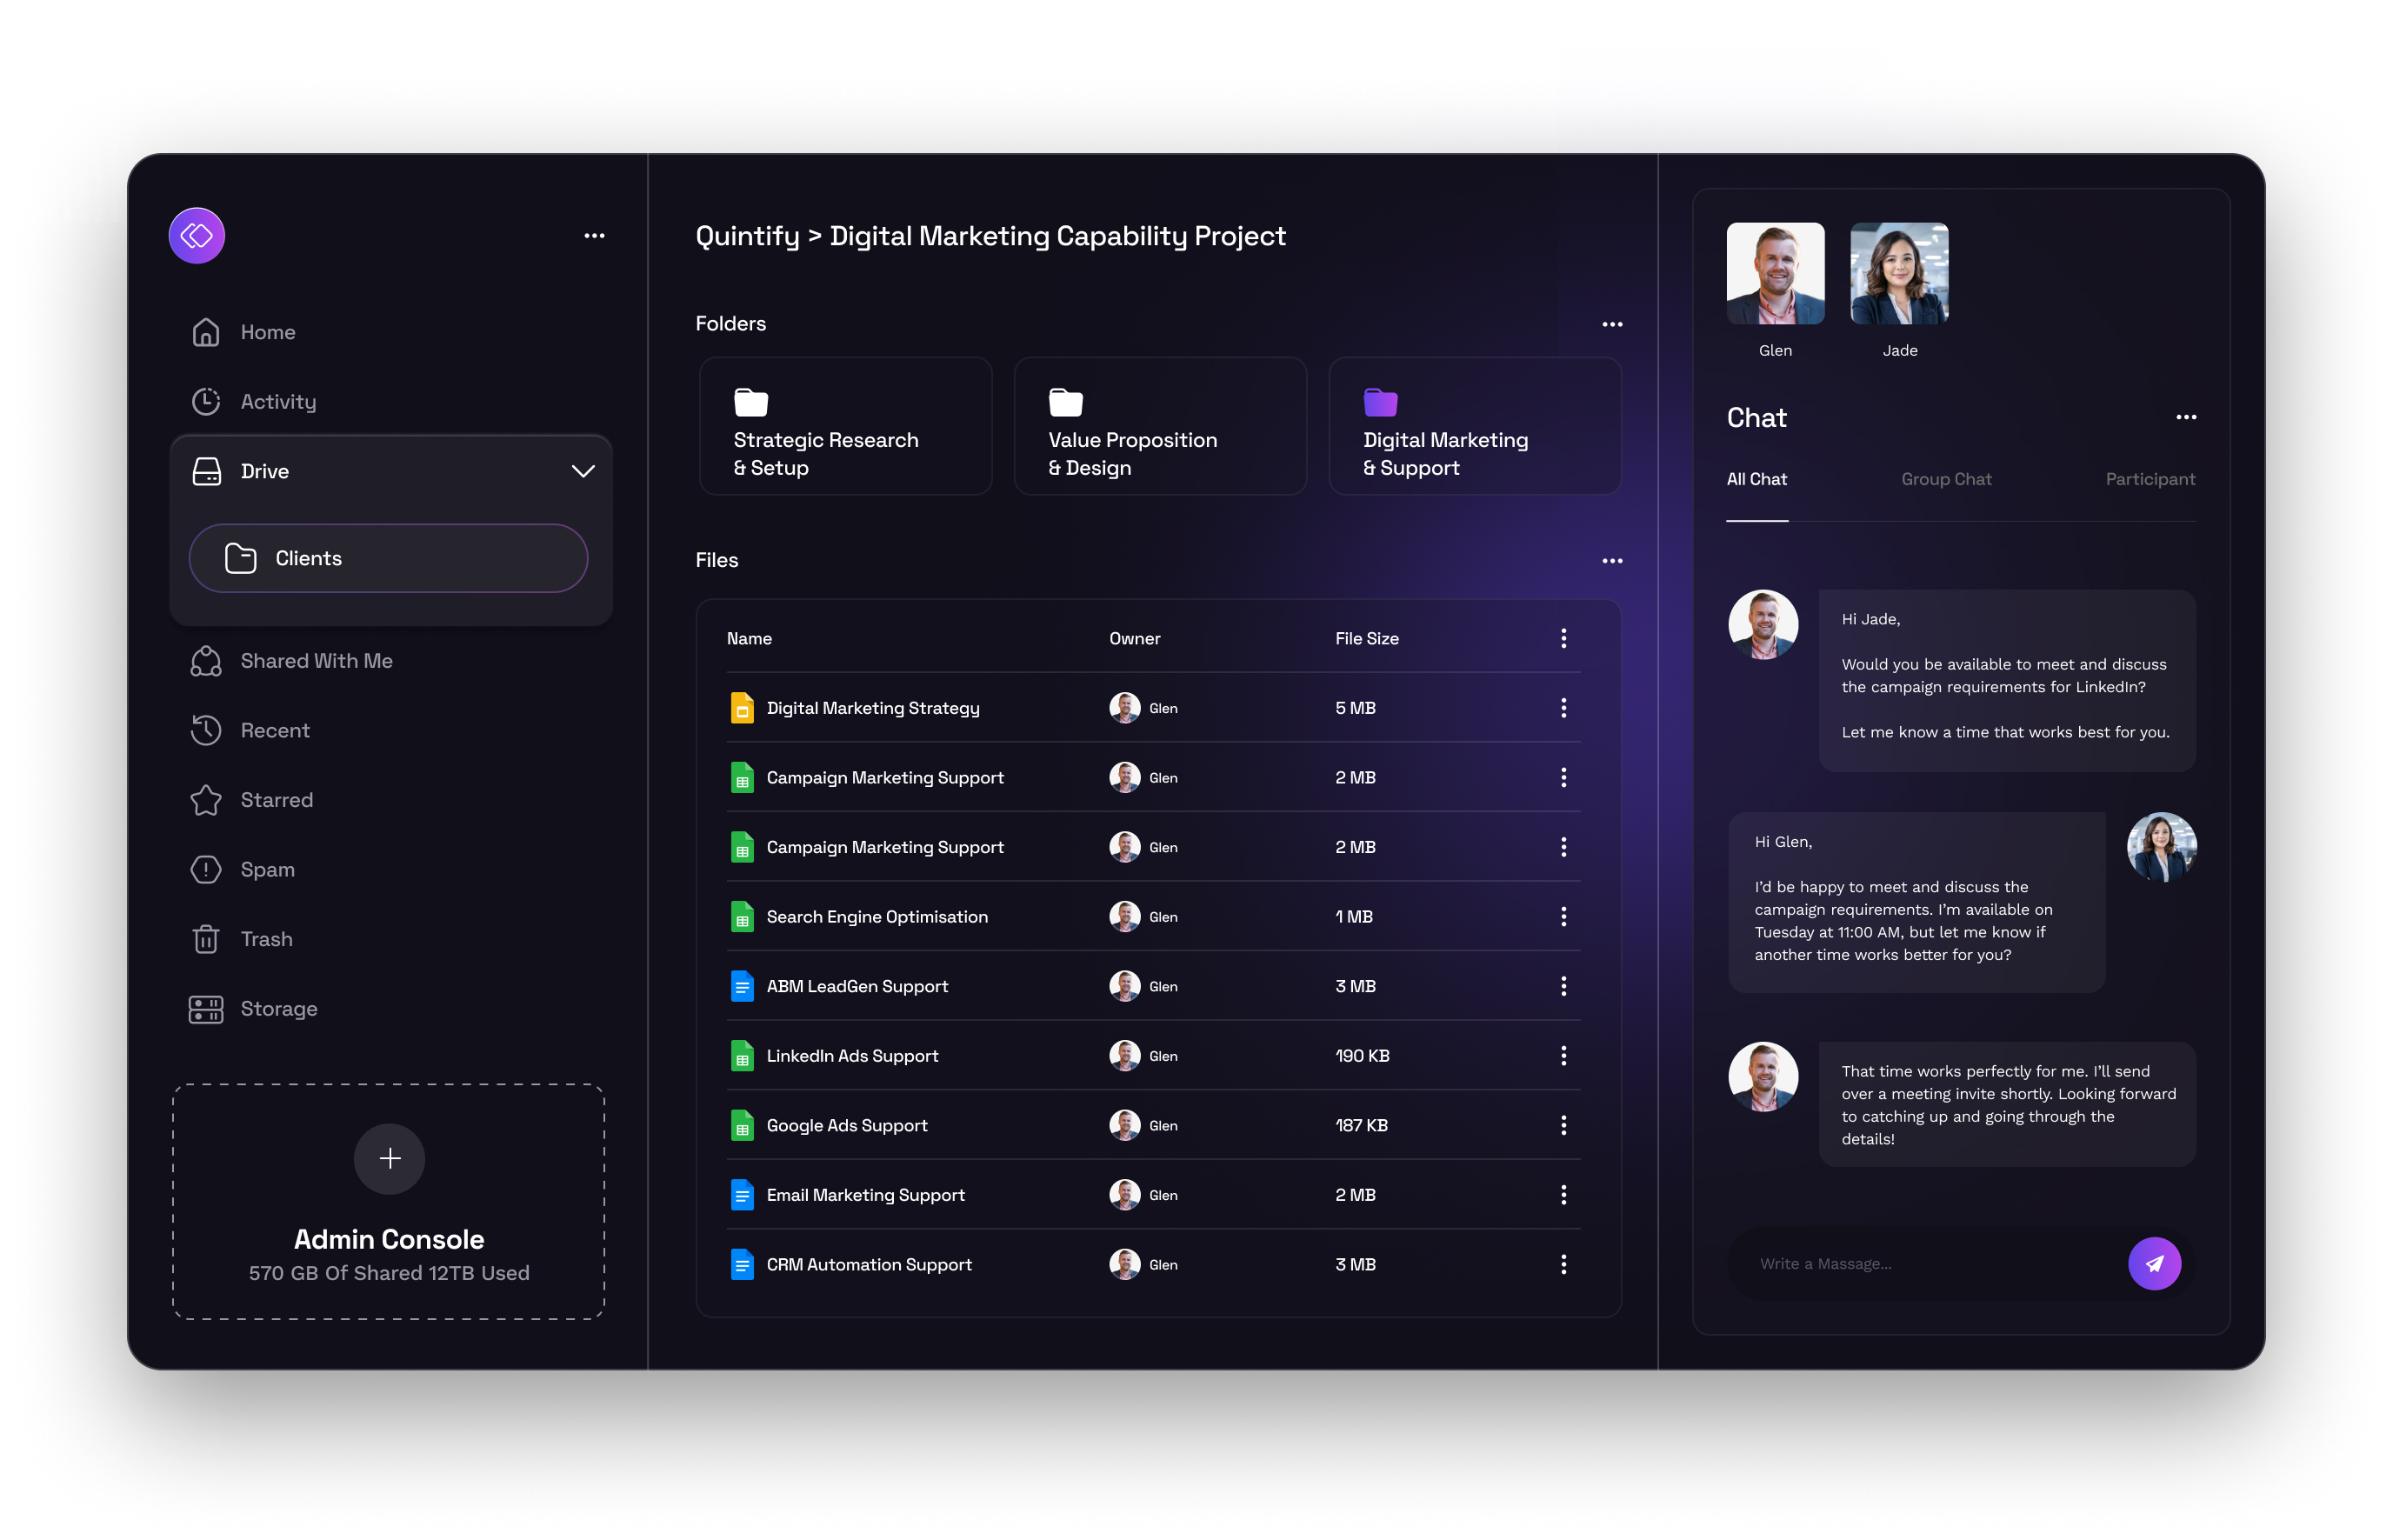 Home
Activity
Drive
Clients
Shared With Me
Recent
Starred
Spam
Trash
Storage
Admin Console
570 GB Of Shared 12TB Used
Quintify > Digital Marketing Capability Project
Folders
Strategic Research
& Setup
Value Proposition
& Design
Digital Marketing
& Support
Files
Name Owner File Size
Digital Marketing Strategy Glen 5 MB
Campaign Marketing Support Glen 2 MB
Campaign Marketing Support Glen 2 MB
Search Engine Optimisation Glen 1 MB
ABM LeadGen Support Glen 3 MB
LinkedIn Ads Support Glen 190 KB
Google Ads Support Glen 187 KB
Email Marketing Support Glen 2 MB
CRM Automation Support Glen 3 MB
Glen Jade
Chat
All Chat Group Chat Participant
Hi Jade,
Would you be available to meet and discuss
the campaign requirements for LinkedIn?
Let me know a time that works best for you.
Hi Glen,
I’d be happy to meet and discuss the
campaign requirements. I’m available on
Tuesday at 11:00 AM, but let me know if
another time works better for you?
That time works perfectly for me. I’ll send
over a meeting invite shortly. Looking forward
to catching up and going through the
details!
Write a Massage...